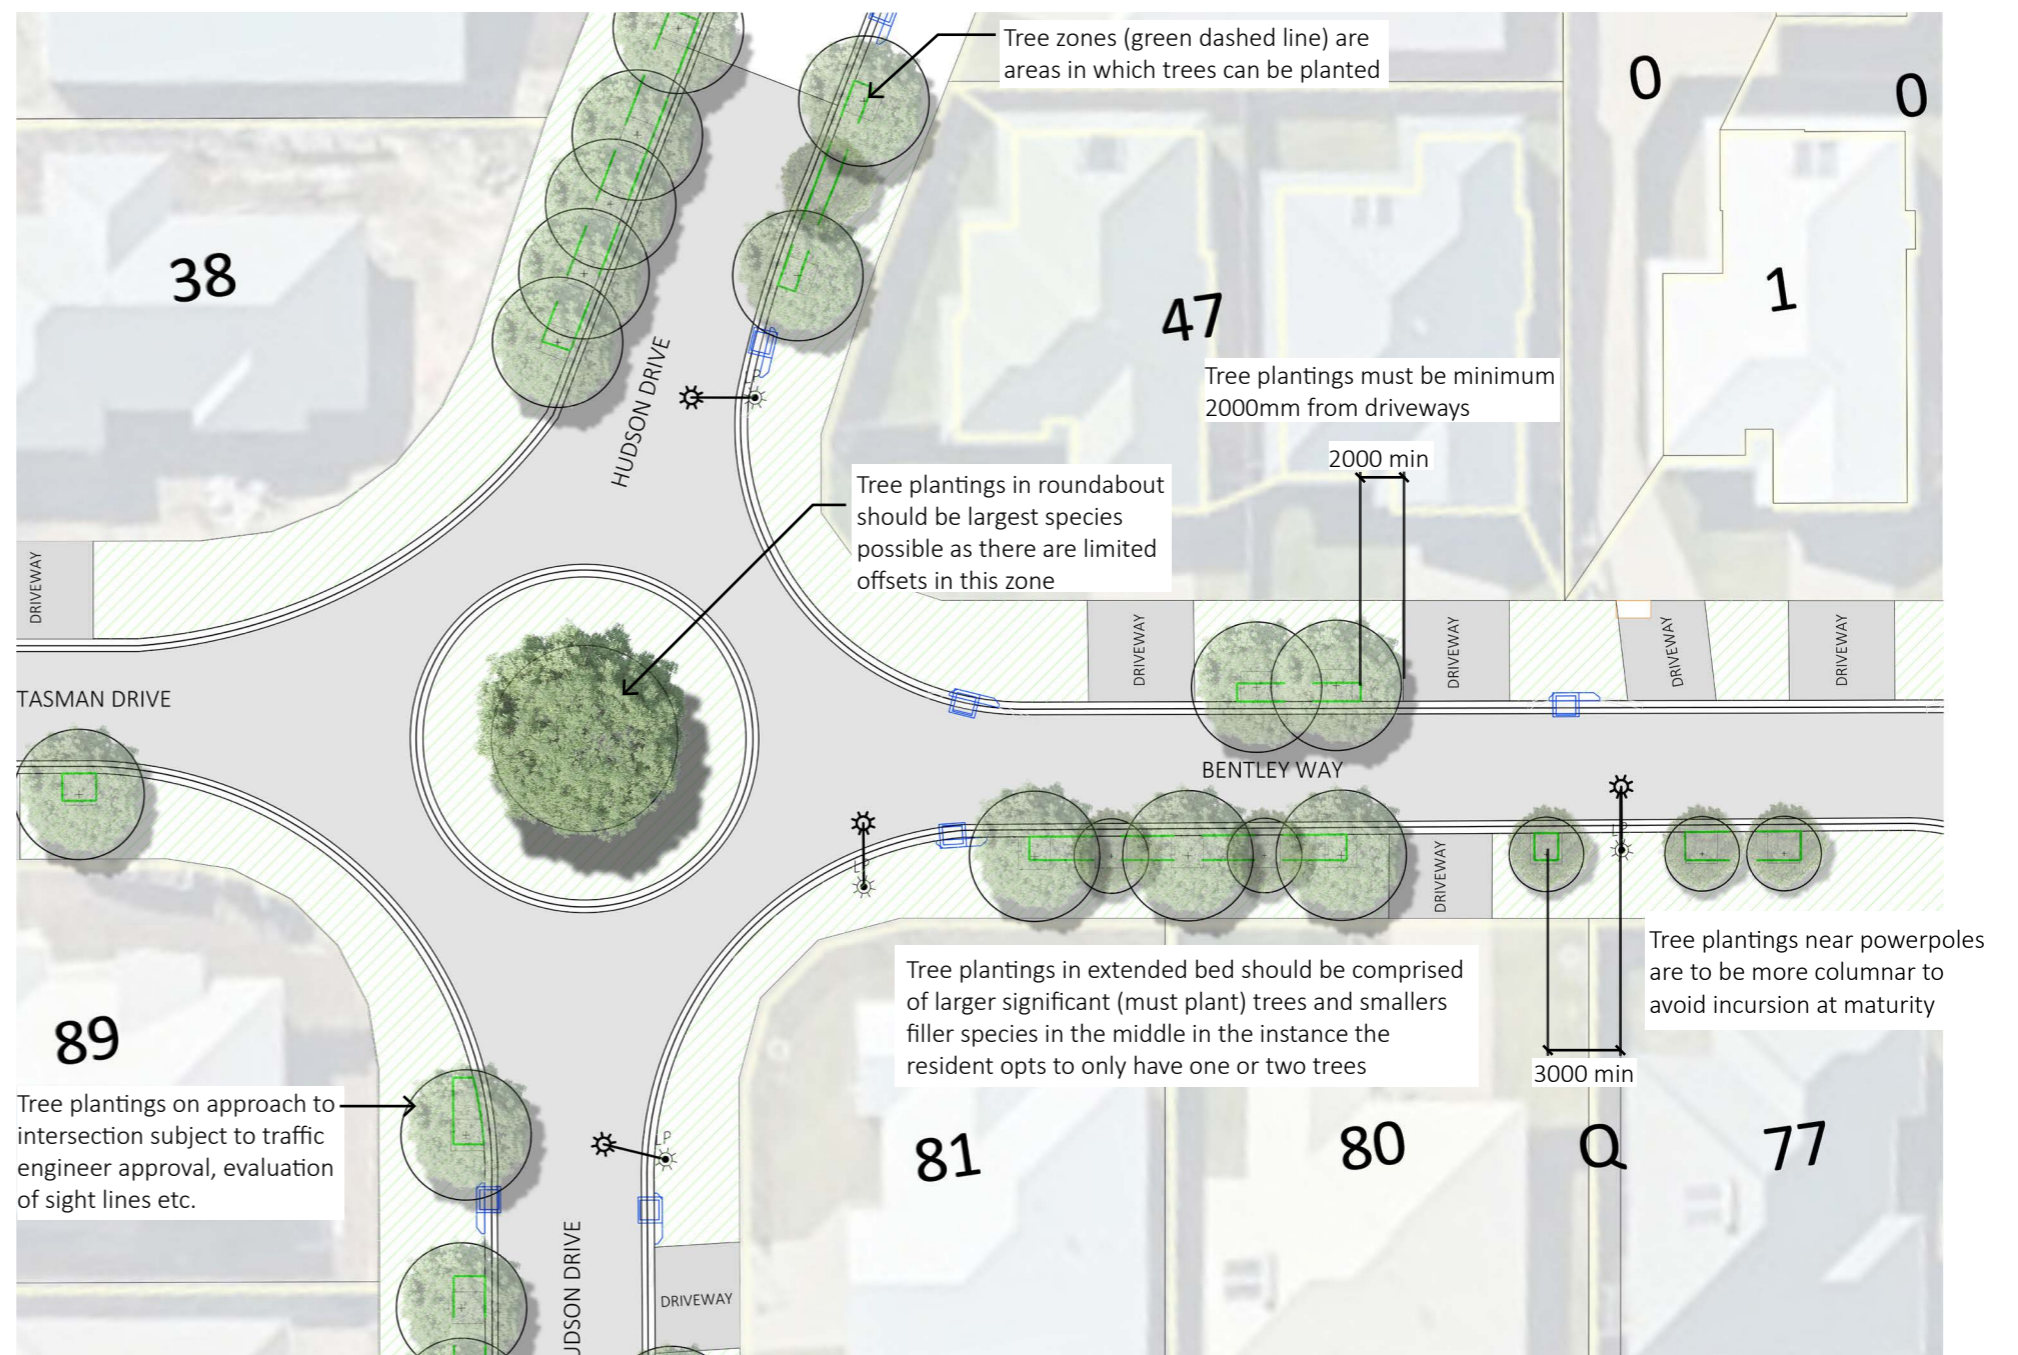 Tree zones (green dashed line) are
areas in which trees can be planted
0
0
38
47
1
Tree plantings must be minimum
2000mm from driveways
HUDSON DRIVE
LP
2000 min
Tree plantings in roundabout
should be largest species
possible as there are limited
offsets in this zone
DRIVEWAY
DRIVEWAY
DRIVEWAY
DRIVEWAY
DRIVEWAY
TASMAN DRIVE
BENTLEY WAY
LP
LP
DRIVEWAY
Tree plantings near powerpoles
are to be more columnar to
avoid incursion at maturity
Tree plantings in extended bed should be comprised
of larger significant (must plant) trees and smallers
filler species in the middle in the instance the
resident opts to only have one or two trees
3000 min
89
Tree plantings on approach to
intersection subject to traffic
engineer approval, evaluation
of sight lines etc.
LP
81
80
Q
77
UDSON DRIVE
DRIVEWAY